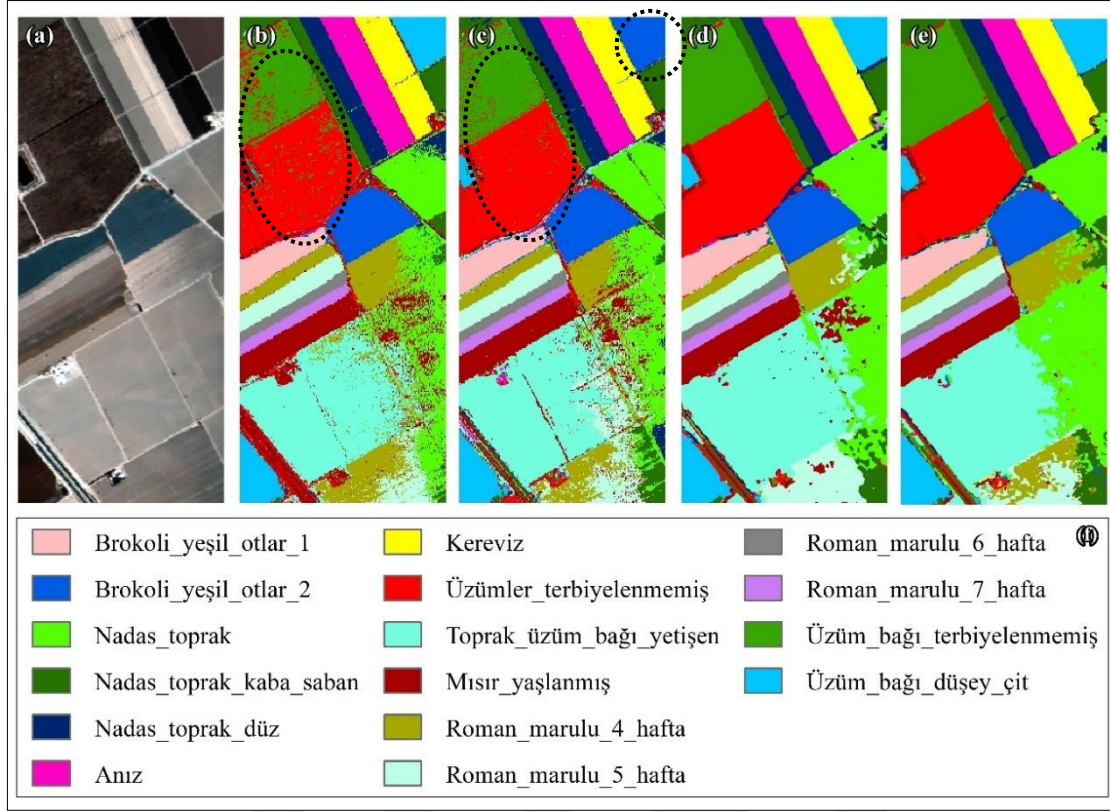 (a) (b) (c) (d) (e)
Brokoli_yeşil_otlar_1
Brokoli_yeşil_otlar_2
Nadas_toprak
Nadas_toprak_kaba_saban
Nadas_toprak_düz
Anız
Kereviz
Üzümler_terbiyelenmemiş
Toprak_üzüm_bağı_yetişen
Mısır_yaşlanmış
Roman_marulu_4_hafta
Roman_marulu_5_hafta
Roman_marulu_6_hafta
Roman_marulu_7_hafta
Üzüm_bağı_terbiyelenmemiş
Üzüm_bağı_düşey_çit